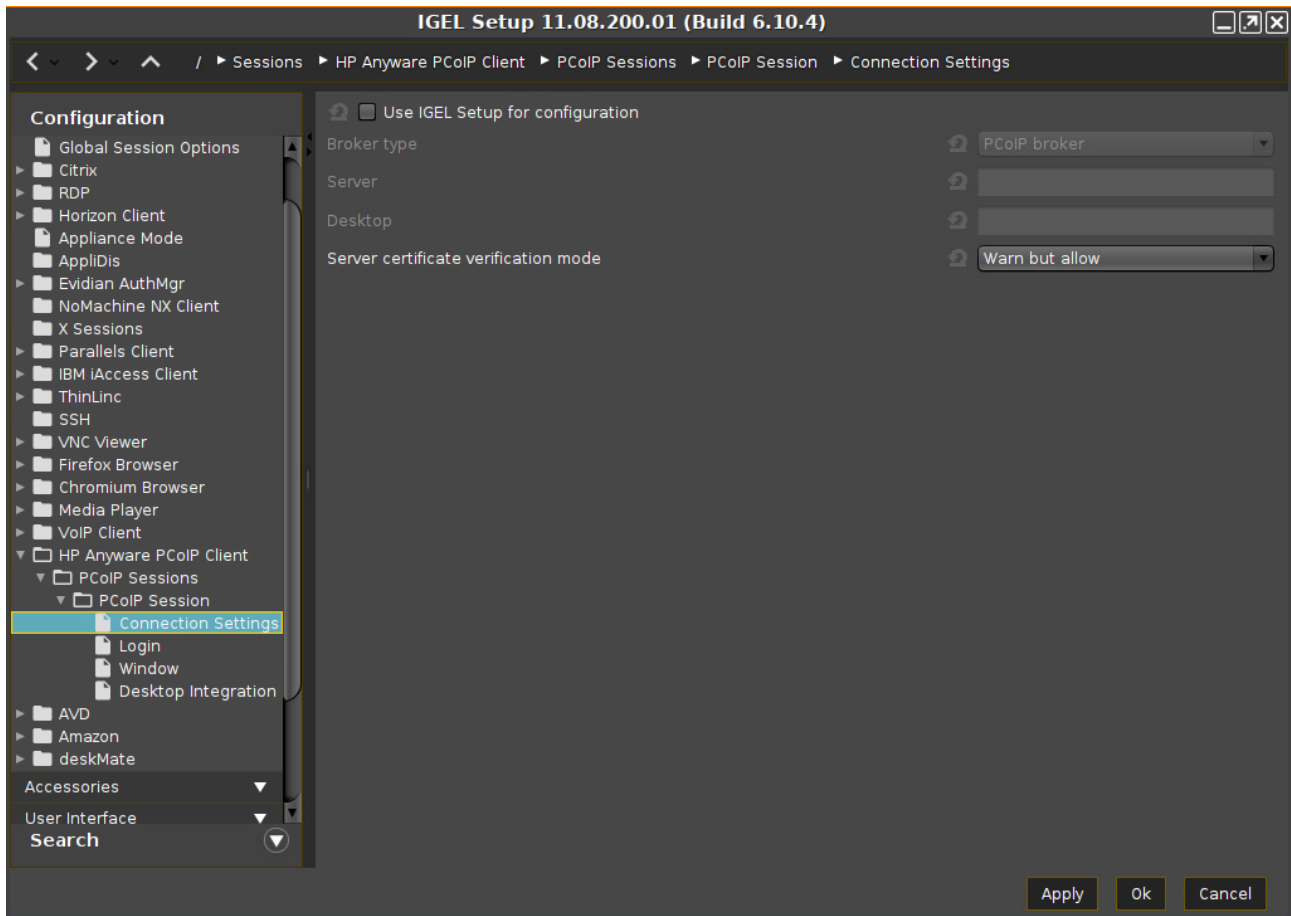 IGEL Setup 11.08.200.01 (Build 6.10.4)
/ Sessions HP Anyware PCoIP Client PCoIP Sessions PCoIP Session Connection Settings
Configuration
Global Session Options
Citrix
RDP
Horizon Client
Appliance Mode
AppliDis
Evidian AuthMgr
NoMachine NX Client
X Sessions
Parallels Client
IBM iAccess Client
ThinLinc
SSH
VNC Viewer
Firefox Browser
Chromium Browser
Media Player
VoIP Client
HP Anyware PCoIP Client
PCoIP Sessions
PCoIP Session
Connection Settings
Login
Window
Desktop Integration
AVD
Amazon
deskMate
Accessories
User Interface
Search
Use IGEL Setup for configuration
Broker type PCoIP broker
Server
Desktop
Server certificate verification mode Warn but allow
Apply Ok Cancel